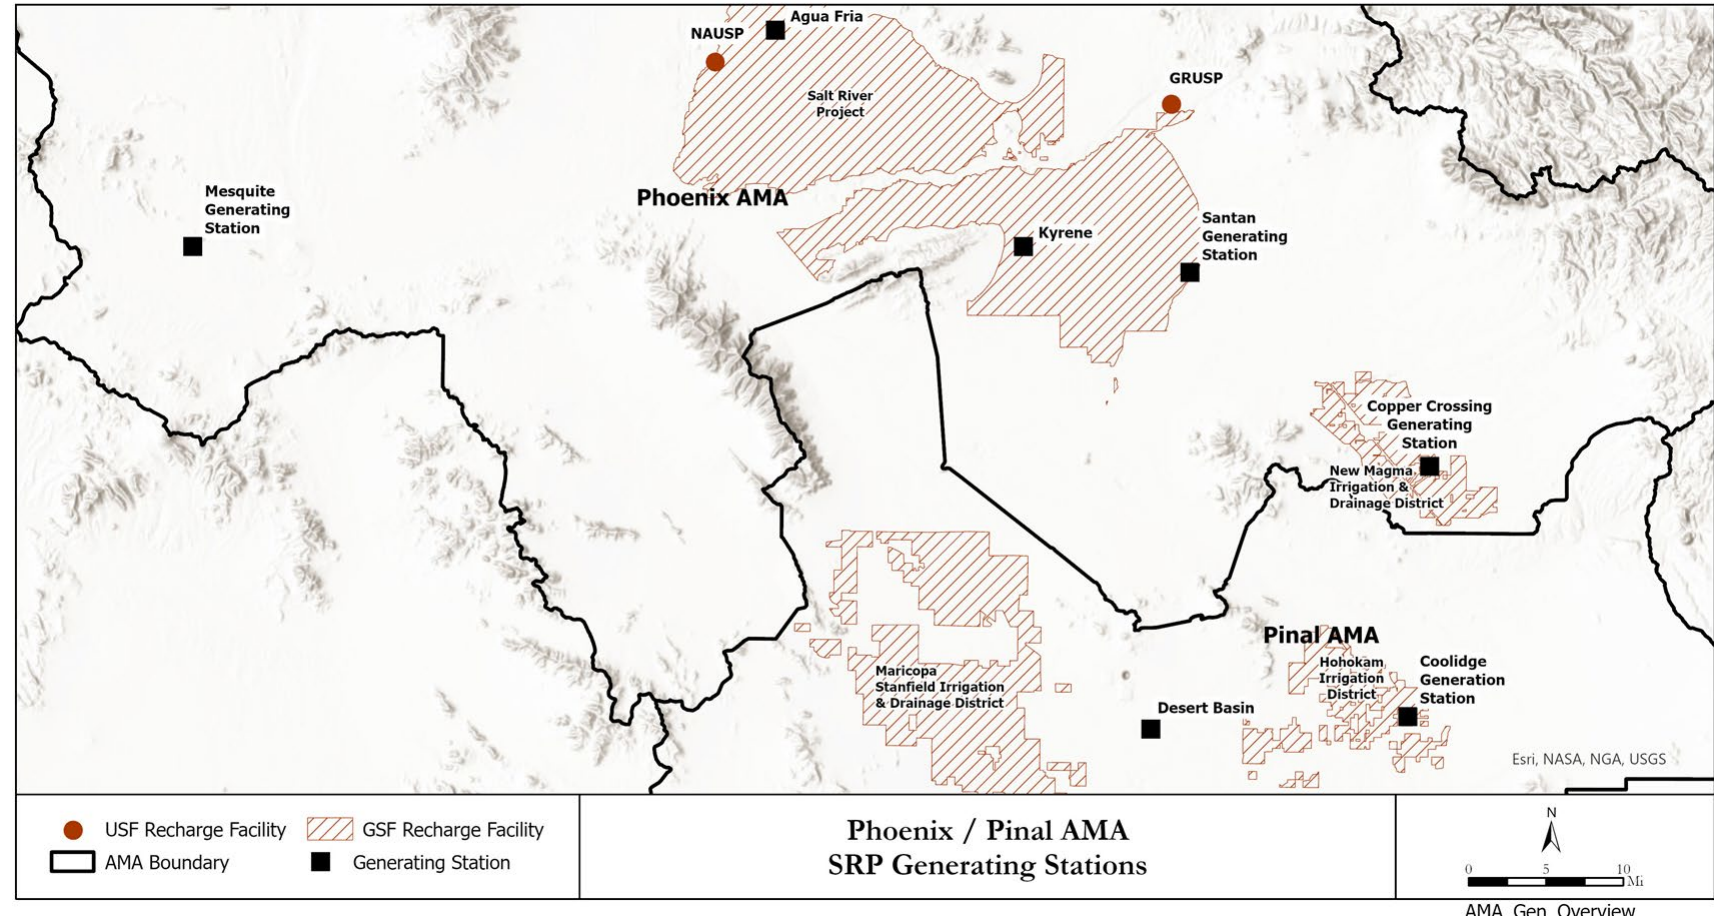 Agua Fria
NAUSP
GRUSP
Salt River
Project
Mesquite
Generating
Station
Phoenix AMA
Santan
Generating
Station
Kyrene
Copper Crossing
Generating
Station
New Magma
Irrigation &
Drainage District
Pinal AMA
Maricopa
Stanfield Irrigation
& Drainage District
Hohokam
Irrigation
District
Coolidge
Generation
Station
Desert Basin
Esri, NASA, NGA, USGS
USF Recharge Facility
GSF Recharge Facility
AMA Boundary
Generating Station
Phoenix / Pinal AMA
SRP Generating Stations
N
0 5 10
Mi
AMA_Gen_Overview